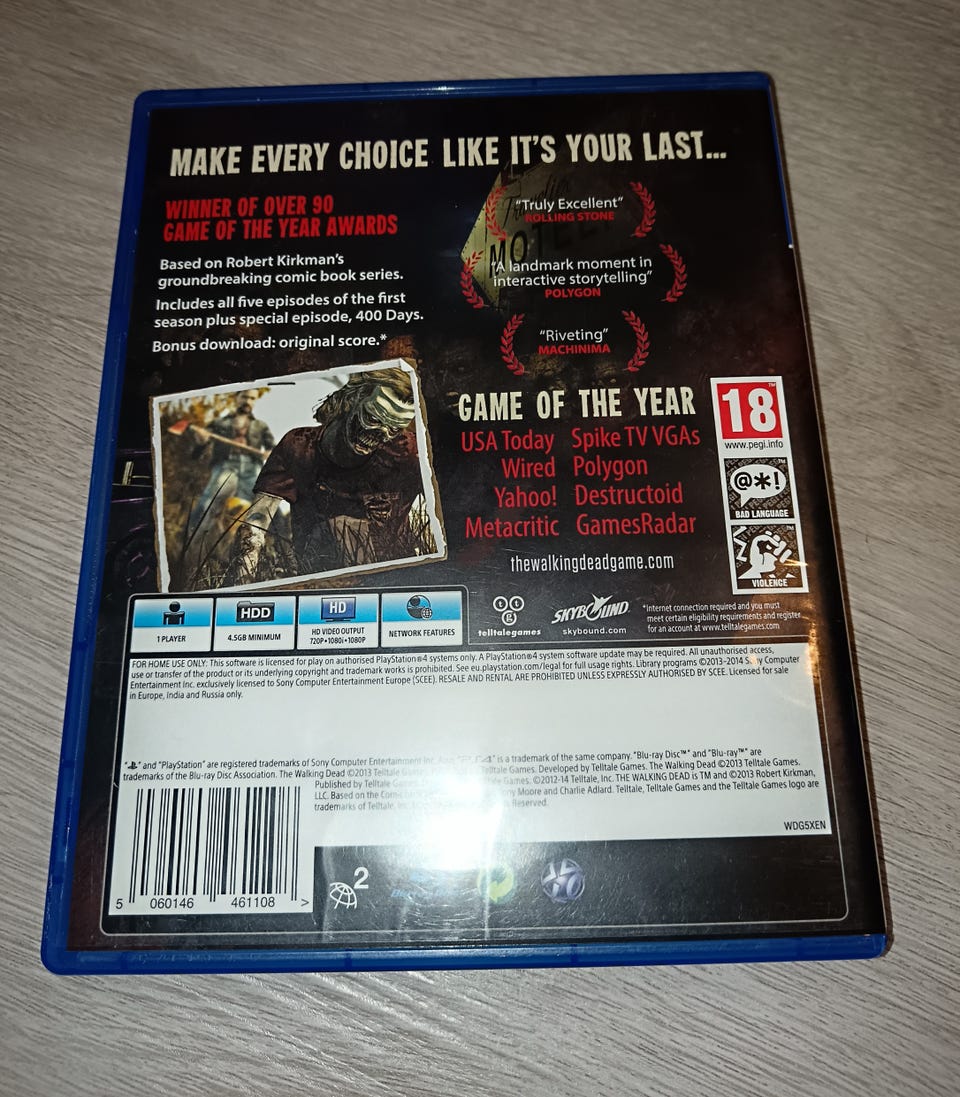 MAKE EVERY CHOICE LIKE IT'S YOUR LAST...
WINNER OF OVER 90
GAME OF THE YEAR AWARDS
Based on Robert Kirkman's
groundbreaking comic book series.
Includes all five episodes of the first
season plus special episode, 400 Days.
Bonus download: original score.*
"Truly Excellent"
ROLLING STONE
MOTEL
"A landmark moment in
interactive storytelling"
POLYGON
"Riveting"
MACHINIMA
GAME OF THE YEAR
USA Today Spike TV VGAs
Wired Polygon
Yahoo! Destructoid
Metacritic GamesRadar
thewalkingdeadgame.com
18™
www.pegi.info
@*!
BAD LANGUAGE
VIOLENCE
1 PLAYER
HDD
4.5GB MINIMUM
HD
HD VIDEO OUTPUT
720P•1080i•1080P
NETWORK FEATURES
ttg
telltalegames
SKYBOUND
skybound.com
*Internet connection required and you must
meet certain eligibility requirements and register
for an account at www.telltalegames.com
FOR HOME USE ONLY: This software is licensed for play on authorised PlayStation®4 systems only. A PlayStation®4 system software update may be required. All unauthorised access,
use or transfer of the product or its underlying copyright and trademark works is prohibited. See eu.playstation.com/legal for full usage rights. Library programs ©2013–2014 Sony Computer
Entertainment Inc. exclusively licensed to Sony Computer Entertainment Europe (SCEE). RESALE AND RENTAL ARE PROHIBITED UNLESS EXPRESSLY AUTHORISED BY SCEE. Licensed for sale
in Europe, India and Russia only.
" " and "PlayStation" are registered trademarks of Sony Computer Entertainment Inc. is a trademark of the same company. "Blu-ray Disc™" and "Blu-ray™" are
trademarks of the Blu-ray Disc Association. The Walking Dead ©2013 Telltale Games. Developed by Telltale Games. The Walking Dead ©2013 Telltale Games.
Published by Telltale Games. ©2012-14 Telltale, Inc. THE WALKING DEAD is TM and ©2013 Robert Kirkman,
LLC. Based on the Comic Moore and Charlie Adlard. Telltale, Telltale Games and the Telltale Games logo are
trademarks of Telltale, Inc. Reserved.
WDG5XEN
5 060146 461108 >
2